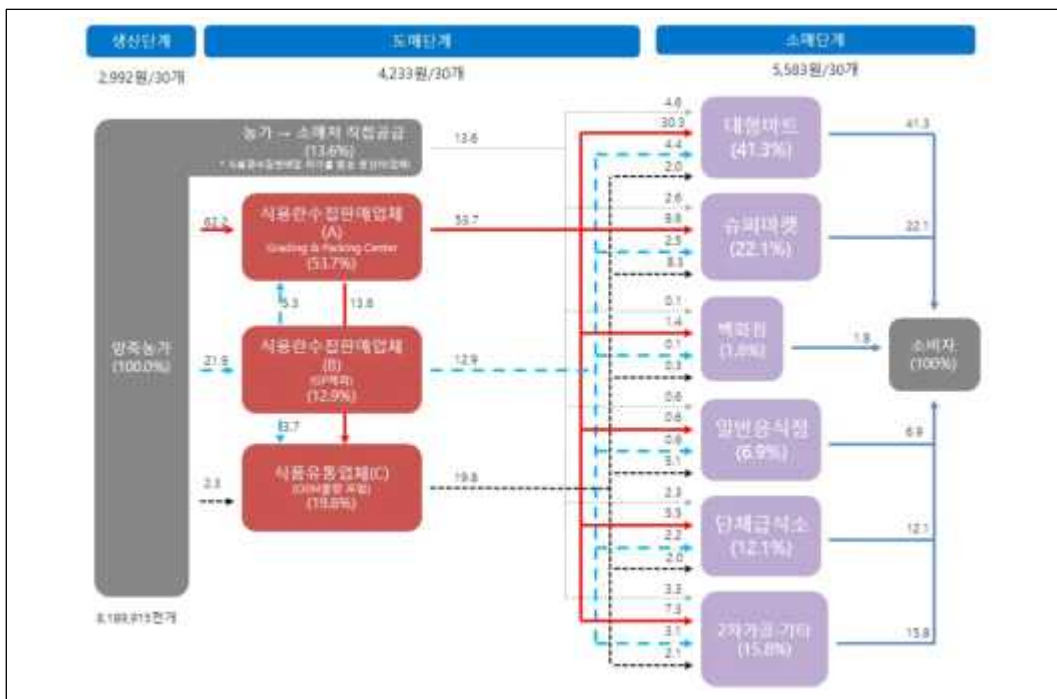 생산단계
도매단계
소매단계
2,992원/30개
4,233원/30개
5,583원/30개
농가 → 소매처 직접공급
(13.6%)
13.6
식용란수집판매업체
(A)
Grading & Packing Center
(53.7%)
62.2
53.7
5.3
13.8
양축농가
(100.0%)
식용란수집판매업체
(B)
(12.9%)
21.9
12.9
3.7
식품유통업체(C)
(19.8%)
2.3
19.8
4.6
30.3
4.4
2.0
대형마트
(41.3%)
41.3
2.6
2.5
8.3
슈퍼마켓
(22.1%)
22.1
0.1
1.4
0.1
0.3
백화점
(1.8%)
1.8
소비자
(100%)
0.6
0.6
0.6
5.1
일반음식점
(6.9%)
6.9
2.3
2.2
2.0
단체급식소
(12.1%)
12.1
3.3
7.3
3.1
2.1
2차가공·기타
(15.8%)
15.8